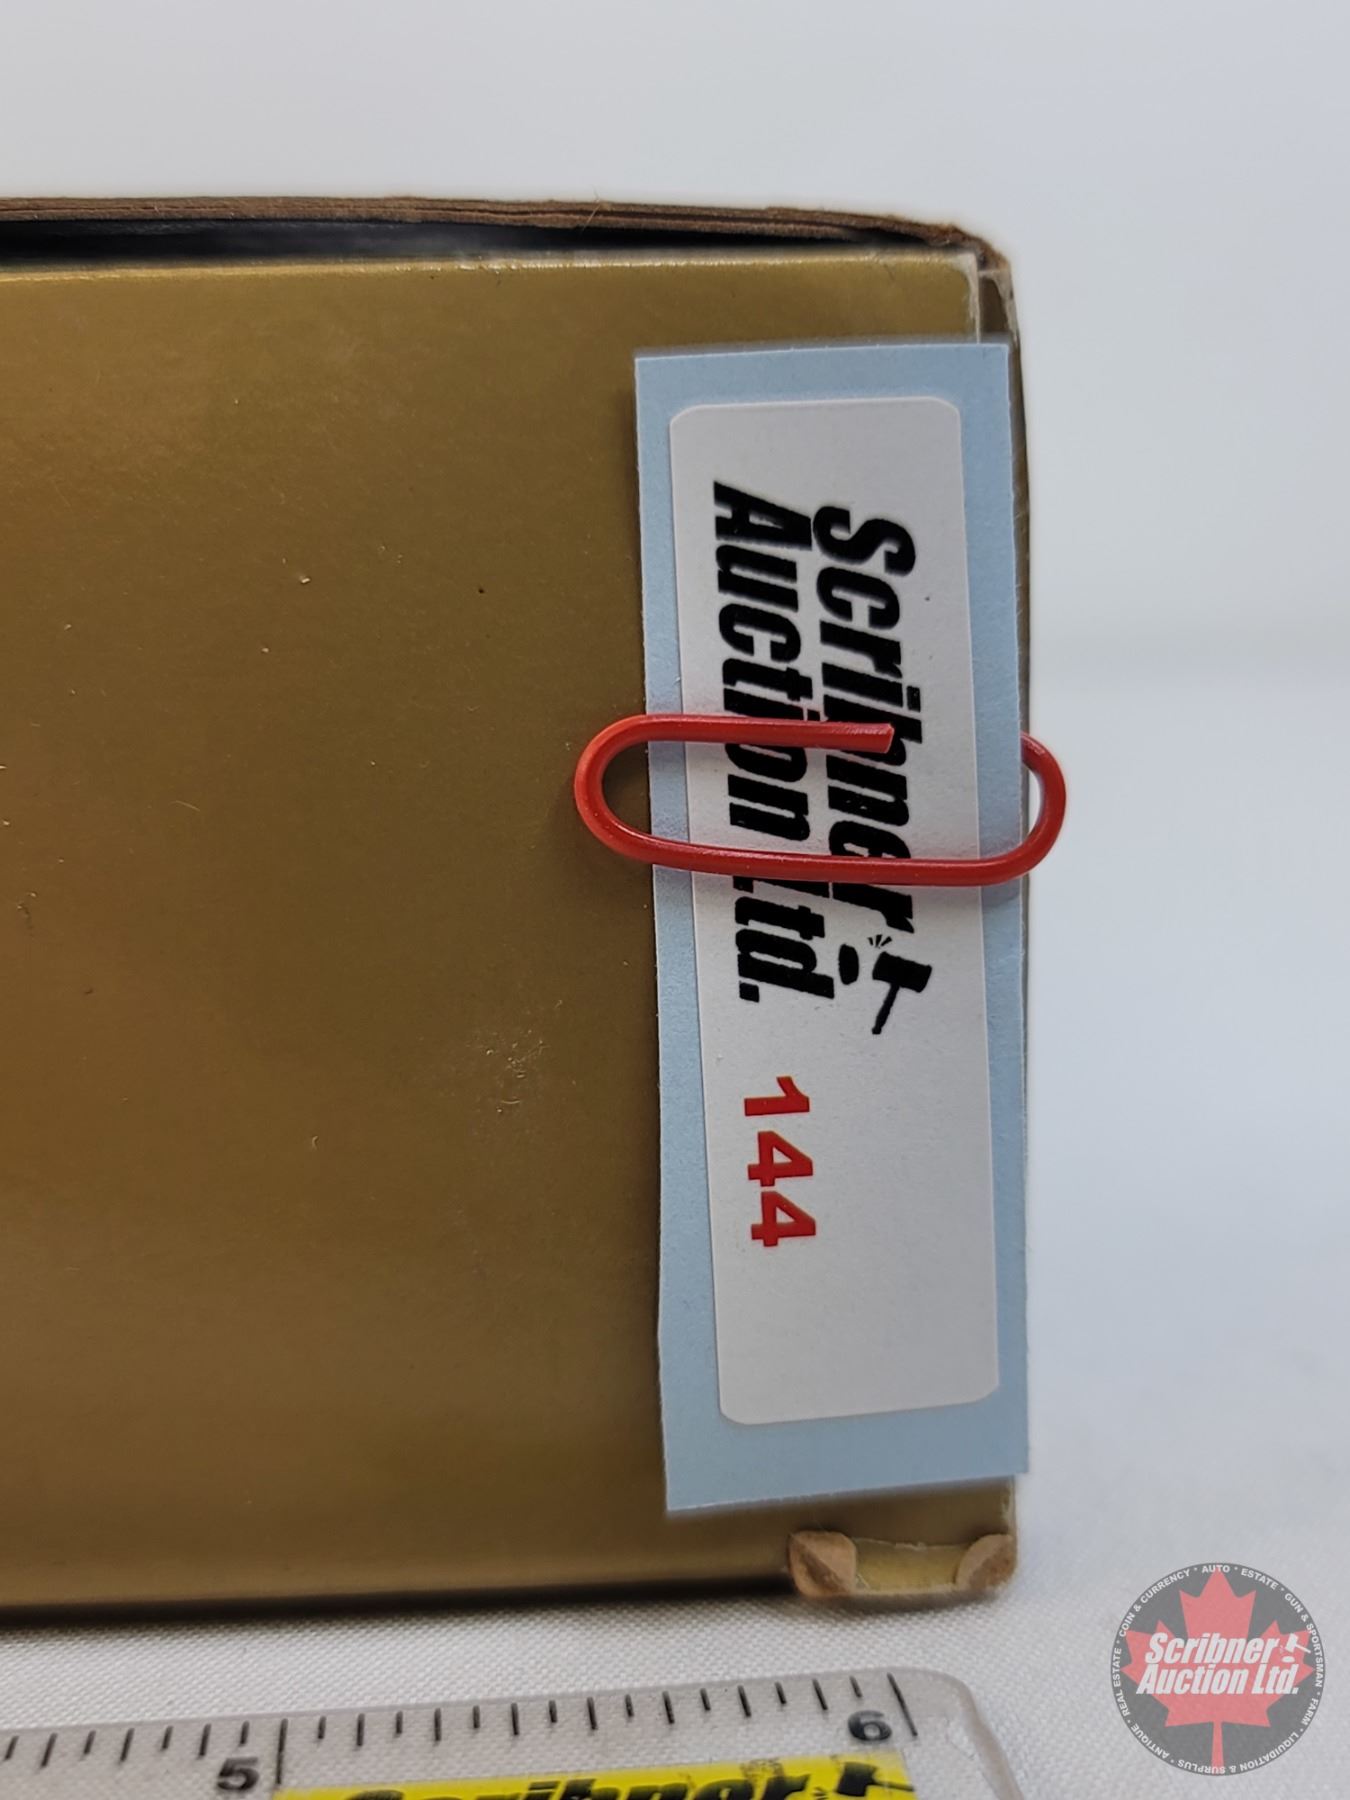 Scribner
Auction Ltd.
144
5
6
Scribner
COIN & CURRENCY • AUTO • ESTATE • GUN & SPORTSMAN • FARM • LIQUIDATION & SURPLUS • ANTIQUE • REAL ESTATE •
Scribner
Auction Ltd.